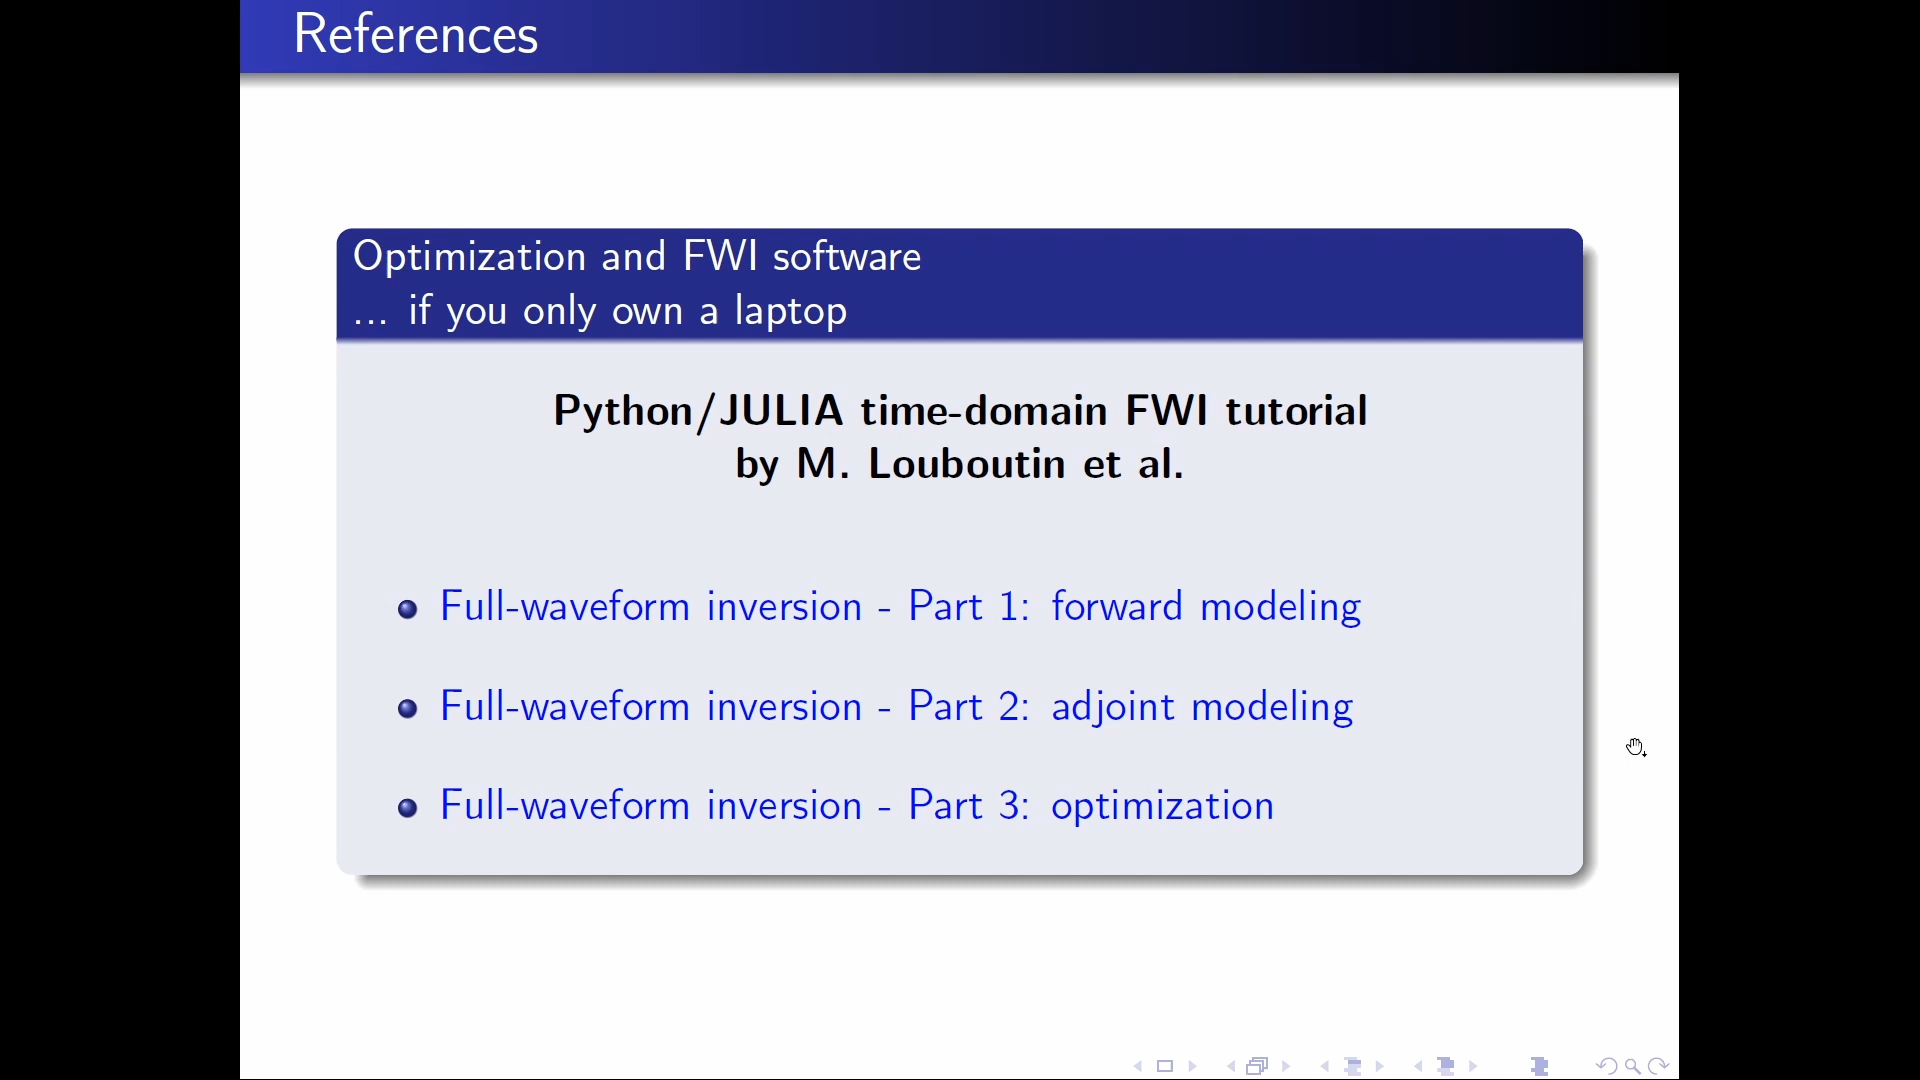 References
Optimization and FWI software
... if you only own a laptop
Python/JULIA time-domain FWI tutorial
by M. Louboutin et al.
Full-waveform inversion - Part 1: forward modeling
Full-waveform inversion - Part 2: adjoint modeling
Full-waveform inversion - Part 3: optimization